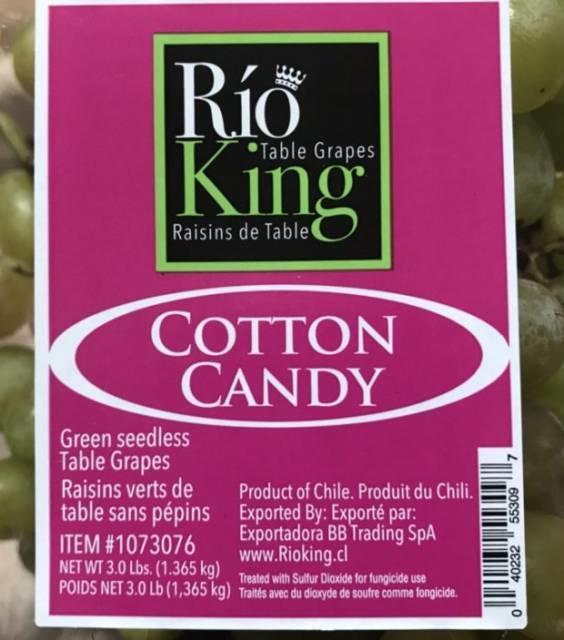 Río
Table Grapes
King
Raisins de Table
COTTON
CANDY
Green seedless
Table Grapes
Raisins verts de
table sans pépins
ITEM #1073076
NET WT 3.0 Lbs. (1.365 kg)
POIDS NET 3.0 Lb (1,365 kg)
Product of Chile. Produit du Chili.
Exported By: Exporté par:
Exportadora BB Trading SpA
www.Rioking.cl
Treated with Sulfur Dioxide for fungicide use
Traités avec du dioxyde de soufre comme fongicide.
0 40232 55309 7